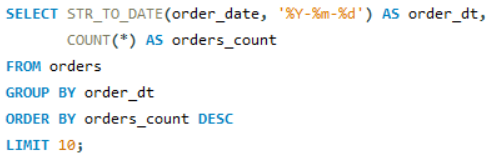 SELECT STR_TO_DATE(order_date, '%Y-%m-%d') AS order_dt,
       COUNT(*) AS orders_count
FROM orders
GROUP BY order_dt
ORDER BY orders_count DESC
LIMIT 10;